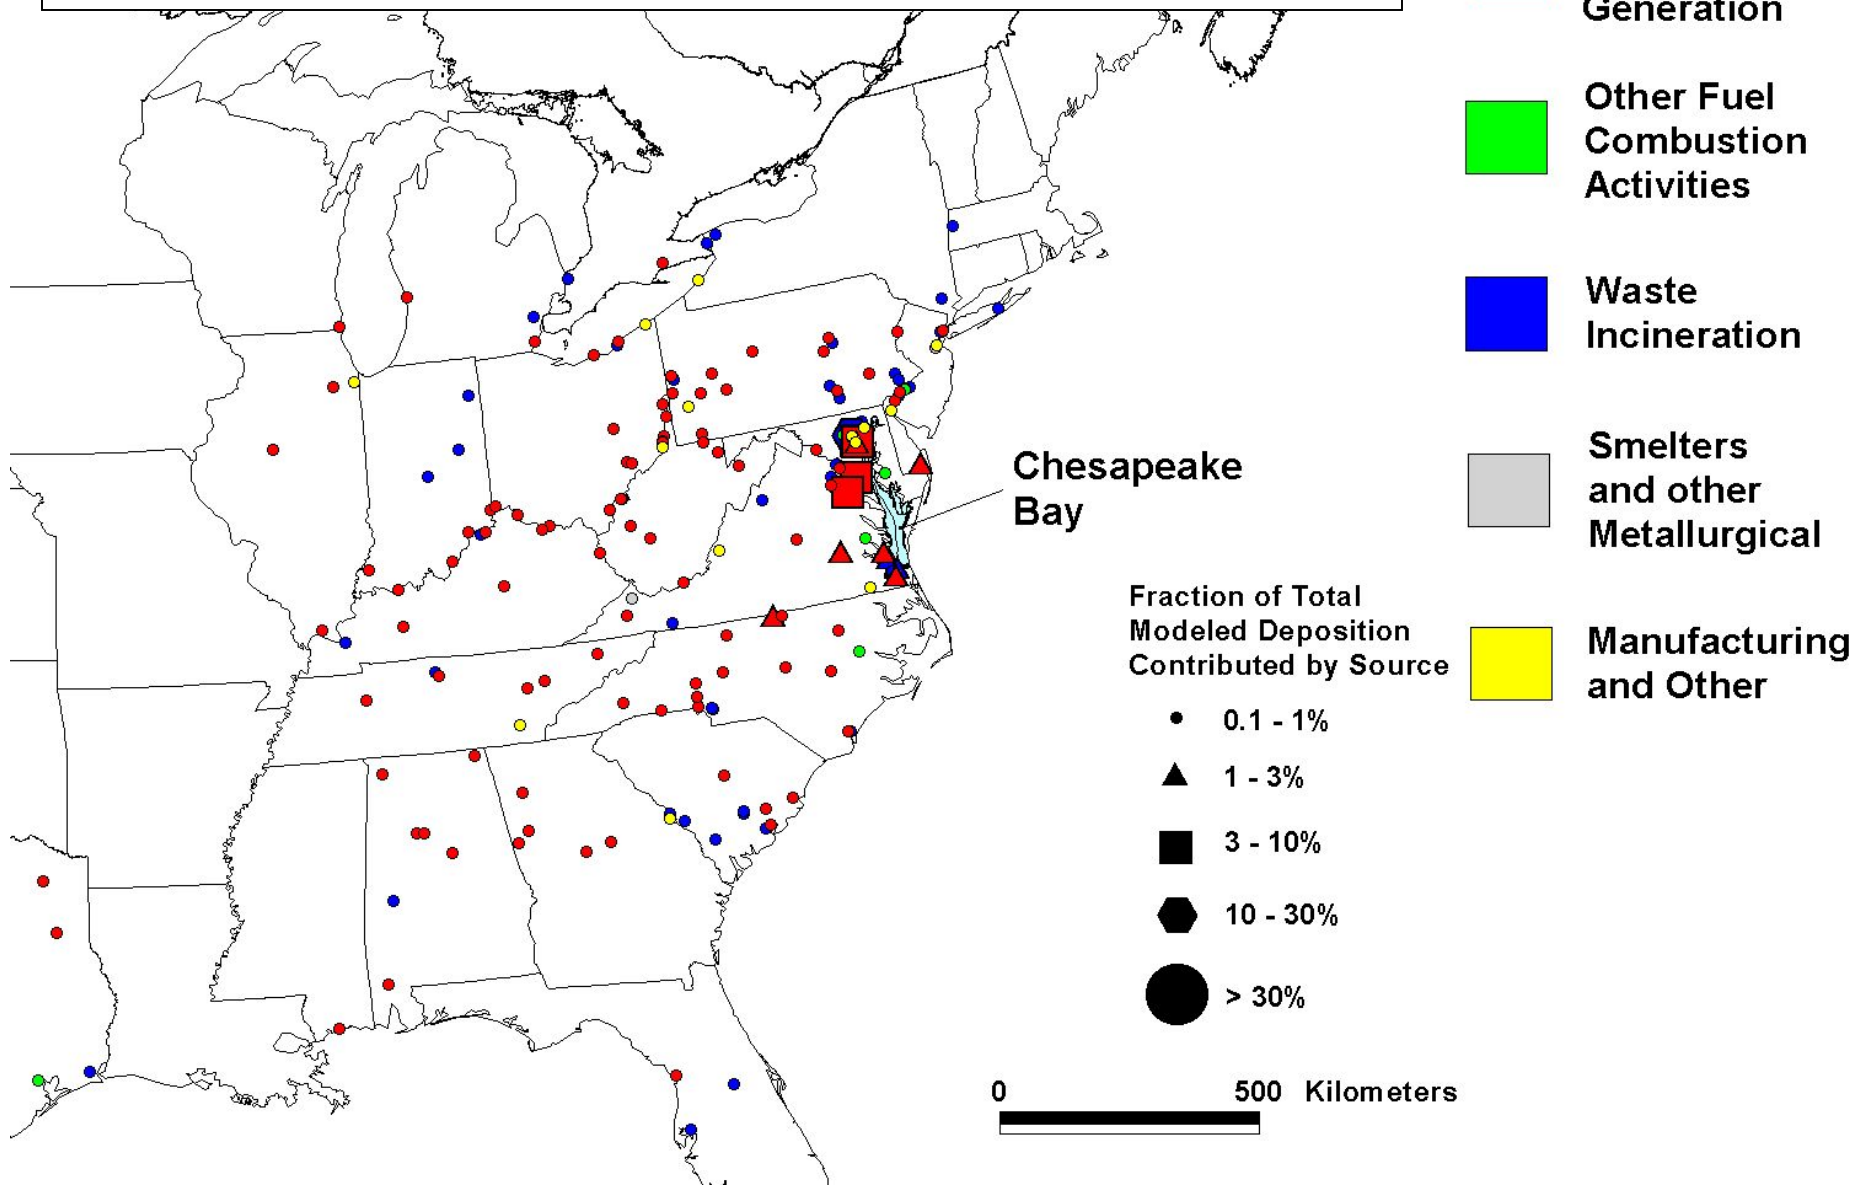 Generation
Other Fuel
Combustion
Activities
Waste
Incineration
Smelters
and other
Metallurgical
Manufacturing
and Other
Chesapeake
Bay
Fraction of Total
Modeled Deposition
Contributed by Source
0.1 - 1%
1 - 3%
3 - 10%
10 - 30%
> 30%
0 500 Kilometers